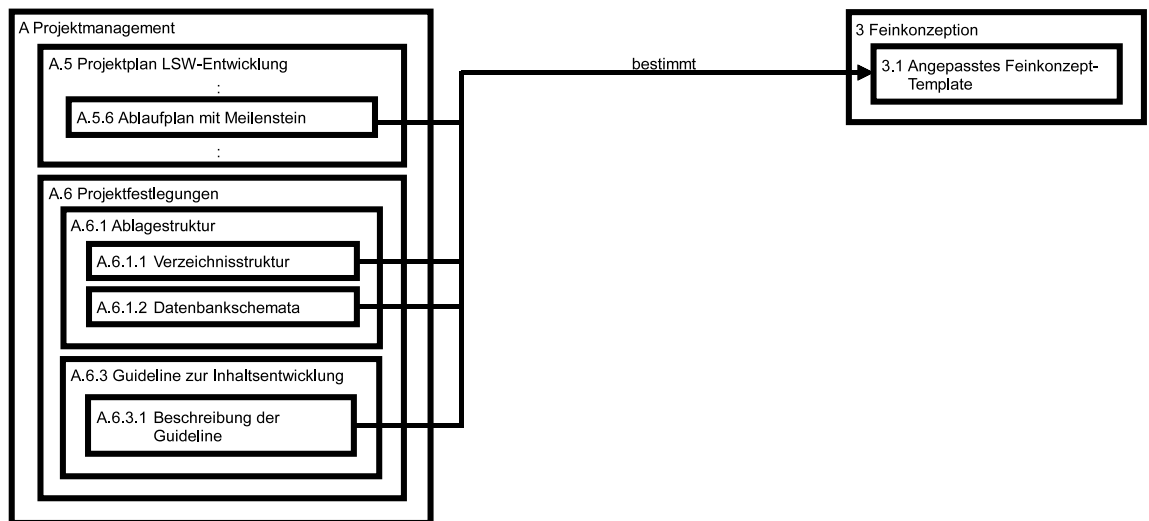 A Projektmanagement
A.5 Projektplan LSW-Entwicklung
:
A.5.6 Ablaufplan mit Meilenstein
:
A.6 Projektfestlegungen
A.6.1 Ablagestruktur
A.6.1.1 Verzeichnisstruktur
A.6.1.2 Datenbankschemata
A.6.3 Guideline zur Inhaltsentwicklung
A.6.3.1 Beschreibung der
Guideline
bestimmt
3 Feinkonzeption
3.1 Angepasstes Feinkonzept-
Template